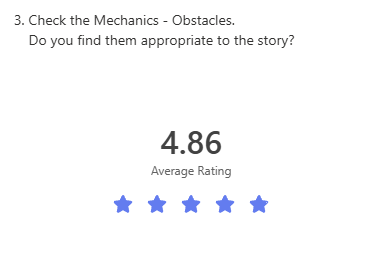 3. Check the Mechanics - Obstacles.
Do you find them appropriate to the story?
4.86
Average Rating